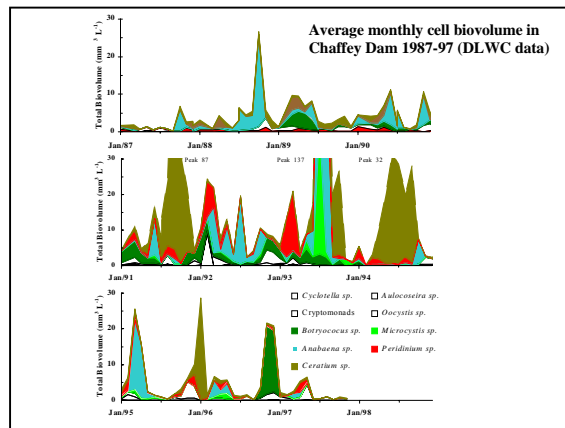 Average monthly cell biovolume in
Chaffey Dam 1987-97 (DLWC data)
Total Biovolume (mm³ L⁻¹)
30
20
10
0
Jan/87
Jan/88
Jan/89
Jan/90
Peak 87
Peak 137
Peak 32
Total Biovolume (mm³ L⁻¹)
30
20
10
0
Jan/91
Jan/92
Jan/93
Jan/94
Total Biovolume (mm³ L⁻¹)
30
20
10
0
Jan/95
Jan/96
Jan/97
Jan/98
Cyclotella sp.
Aulocoseira sp.
Cryptomonads
Oocystis sp.
Botryocucus sp.
Microcystis sp.
Anabaena sp.
Peridinium sp.
Ceratium sp.